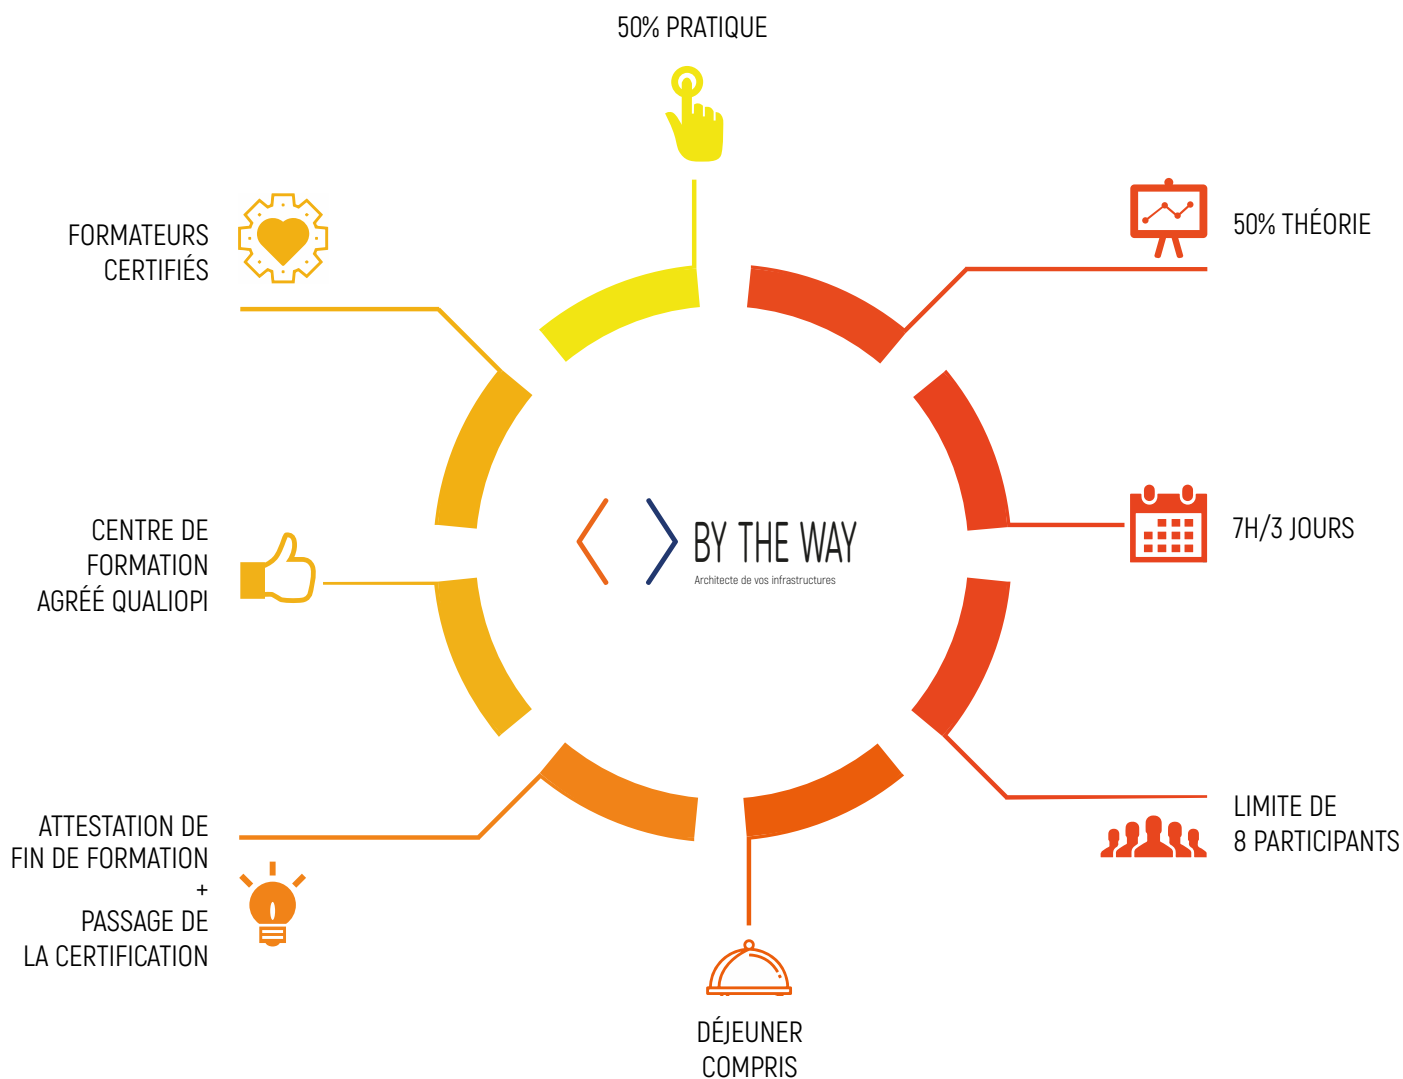 50% PRATIQUE
50% THÉORIE
7H/3 JOURS
LIMITE DE
8 PARTICIPANTS
DÉJEUNER
COMPRIS
ATTESTATION DE
FIN DE FORMATION
+
PASSAGE DE
LA CERTIFICATION
CENTRE DE
FORMATION
AGRÉÉ QUALIOPI
FORMATEURS
CERTIFIÉS
BY THE WAY
Architecte de vos infrastructures